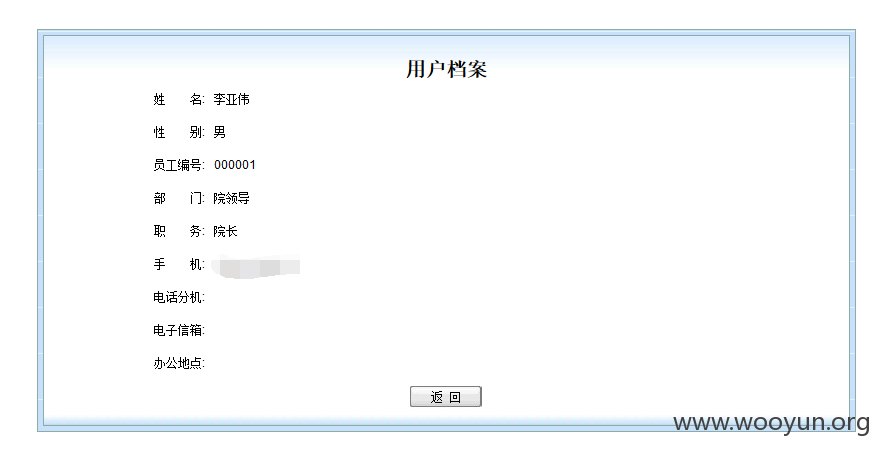 用户档案
姓 名: 李亚伟
性 别: 男
员工编号: 000001
部 门: 院领导
职 务: 院长
手 机:
电话分机:
电子信箱:
办公地点:
返 回
www.wooyun.org